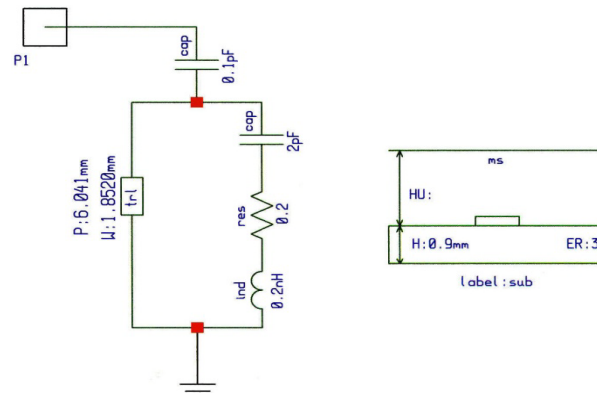 P1
cap
0.1pF
cap
2pF
P:6.041mm
W:1.8520mm
trl
res
0.2
ind
0.2nH
ms
HU:
H:0.9mm
ER:3
label:sub